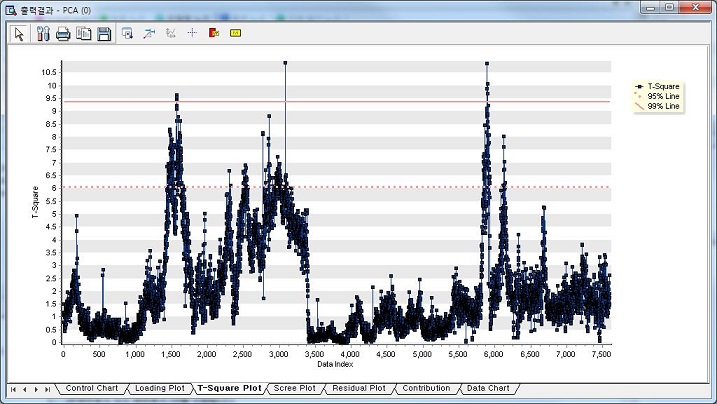 출력결과 - PCA (0)
10.5
10
9.5
9
8.5
8
7.5
7
6.5
6
5.5
5
4.5
4
3.5
3
2.5
2
1.5
1
0.5
0
T-Square
T-Square
95% Line
99% Line
0 500 1,000 1,500 2,000 2,500 3,000 3,500 4,000 4,500 5,000 5,500 6,000 6,500 7,000 7,500
Data Index
Control Chart Loading Plot T-Square Plot Scree Plot Residual Plot Contribution Data Chart